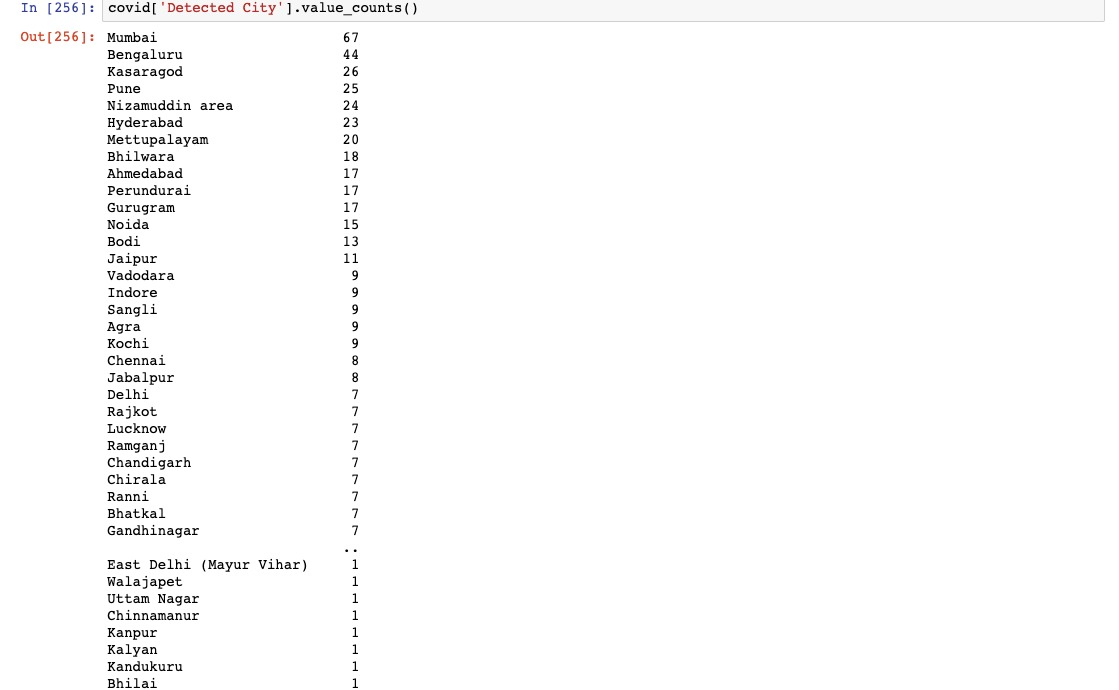 In [256]: covid['Detected City'].value_counts()
Out[256]: Mumbai 67
Bengaluru 44
Kasaragod 26
Pune 25
Nizamuddin area 24
Hyderabad 23
Mettupalayam 20
Bhilwara 18
Ahmedabad 17
Perundurai 17
Gurugram 17
Noida 15
Bodi 13
Jaipur 11
Vadodara 9
Indore 9
Sangli 9
Agra 9
Kochi 9
Chennai 8
Jabalpur 8
Delhi 7
Rajkot 7
Lucknow 7
Ramganj 7
Chandigarh 7
Chirala 7
Ranni 7
Bhatkal 7
Gandhinagar 7
..
East Delhi (Mayur Vihar) 1
Walajapet 1
Uttam Nagar 1
Chinnamanur 1
Kanpur 1
Kalyan 1
Kandukuru 1
Bhilai 1